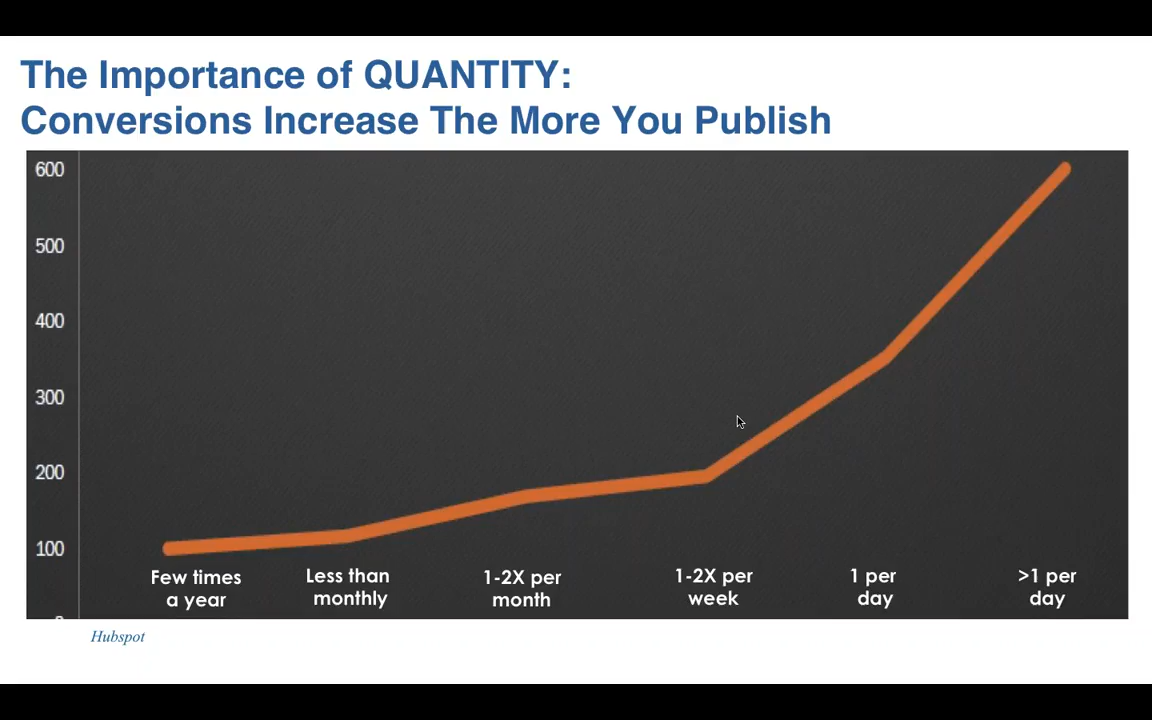 The Importance of QUANTITY:
Conversions Increase The More You Publish
600
500
400
300
200
100
Few times
a year
Less than
monthly
1-2X per
month
1-2X per
week
1 per
day
>1 per
day
Hubspot